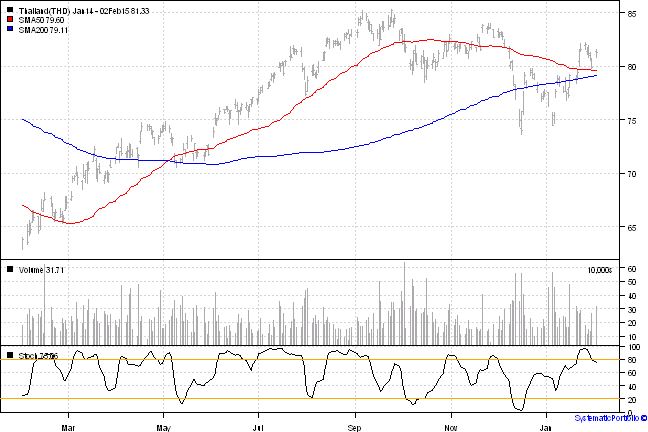 Thailand (THD) Jan14 - 02Feb15 81.33
SMA50 79.60
SMA200 79.11
85
80
75
70
65
Volume 31.71
10,000s
60
50
40
30
20
10
100
80
60
40
20
0
Mar
May
Jul
Sep
Nov
Jan
SystematicPortfolio ©